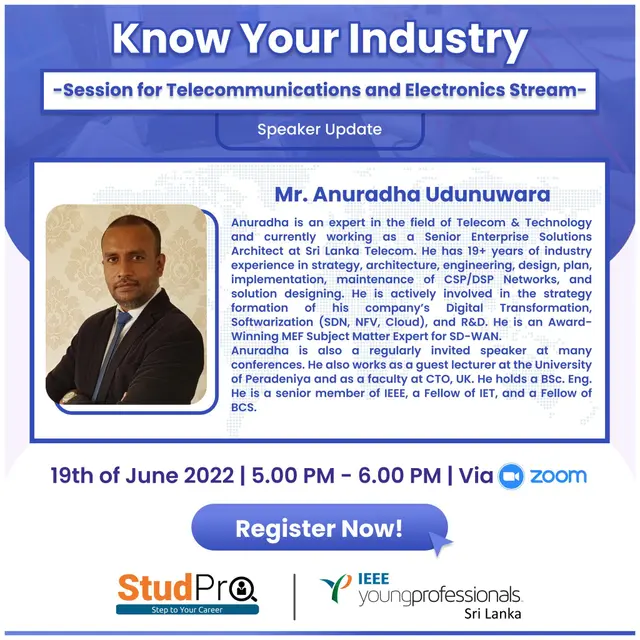 Know Your Industry
-Session for Telecommunications and Electronics Stream-
Speaker Update
Mr. Anuradha Udunuwara
Anuradha is an expert in the field of Telecom & Technology
and currently working as a Senior Enterprise Solutions
Architect at Sri Lanka Telecom. He has 19+ years of industry
experience in strategy, architecture, engineering, design, plan,
implementation, maintenance of CSP/DSP Networks, and
solution designing. He is actively involved in the strategy
formation of his company's Digital Transformation,
Softwarization (SDN, NFV, Cloud), and R&D. He is an Award-
Winning MEF Subject Matter Expert for SD-WAN.
Anuradha is also a regularly invited speaker at many
conferences. He also works as a guest lecturer at the University
of Peradeniya and as a faculty at CTO, UK. He holds a BSc. Eng.
He is a senior member of IEEE, a Fellow of IET, and a Fellow of
BCS.
19th of June 2022 | 5.00 PM - 6.00 PM | Via zoom
Register Now!
StudPro
Step to Your Career
IEEE
youngprofessionals
Sri Lanka